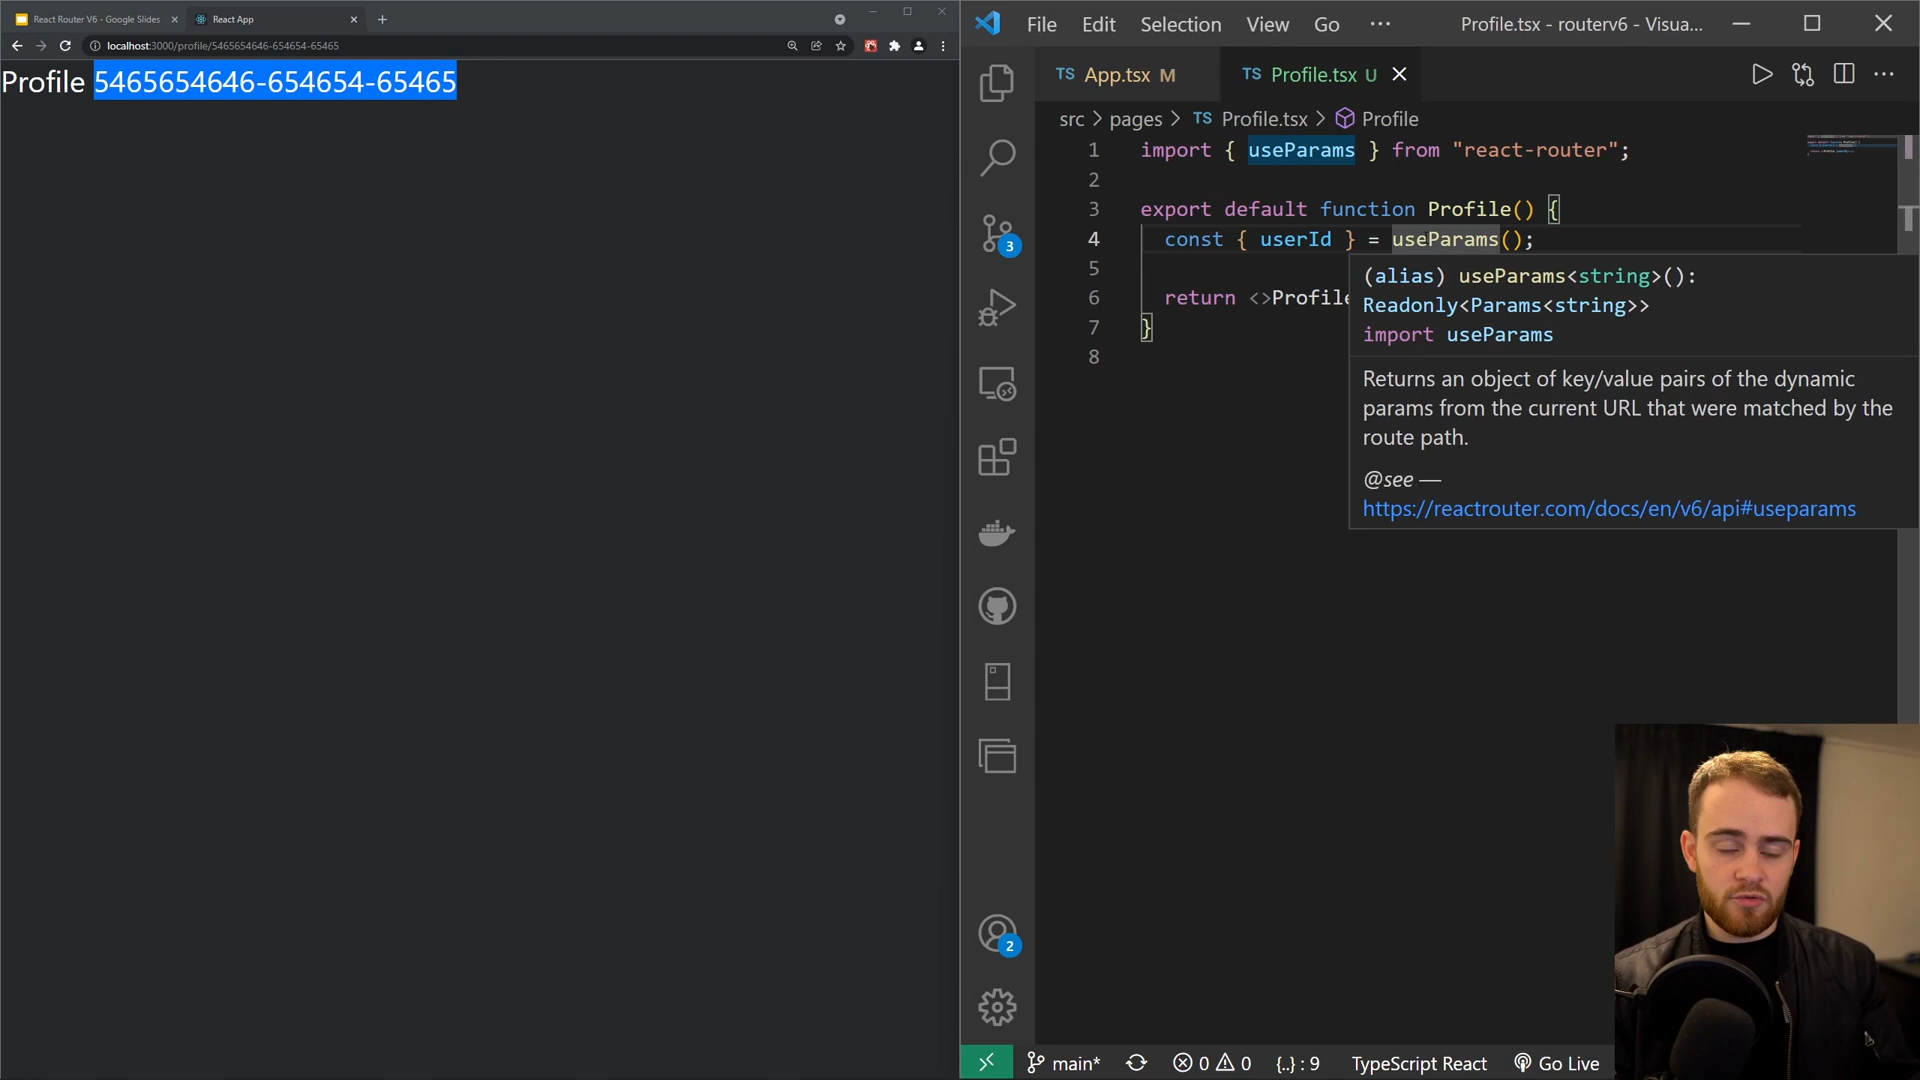 React Router V6 - Google Slides
React App
localhost:3000/profile/5465654646-654654-65465
Profile 5465654646-654654-65465
File Edit Selection View Go ···
Profile.tsx - routerv6 - Visua...
TS App.tsx M
TS Profile.tsx U
src > pages > TS Profile.tsx > Profile
1 import { useParams } from "react-router";
2
3 export default function Profile() {
4 const { userId } = useParams();
5
6 return <>Profile
7 }
8
(alias) useParams<string>():
Readonly<Params<string>>
import useParams
Returns an object of key/value pairs of the dynamic
params from the current URL that were matched by the
route path.
@see —
https://reactrouter.com/docs/en/v6/api#useparams
3
2
main*
0
0
{..} : 9
TypeScript React
Go Live